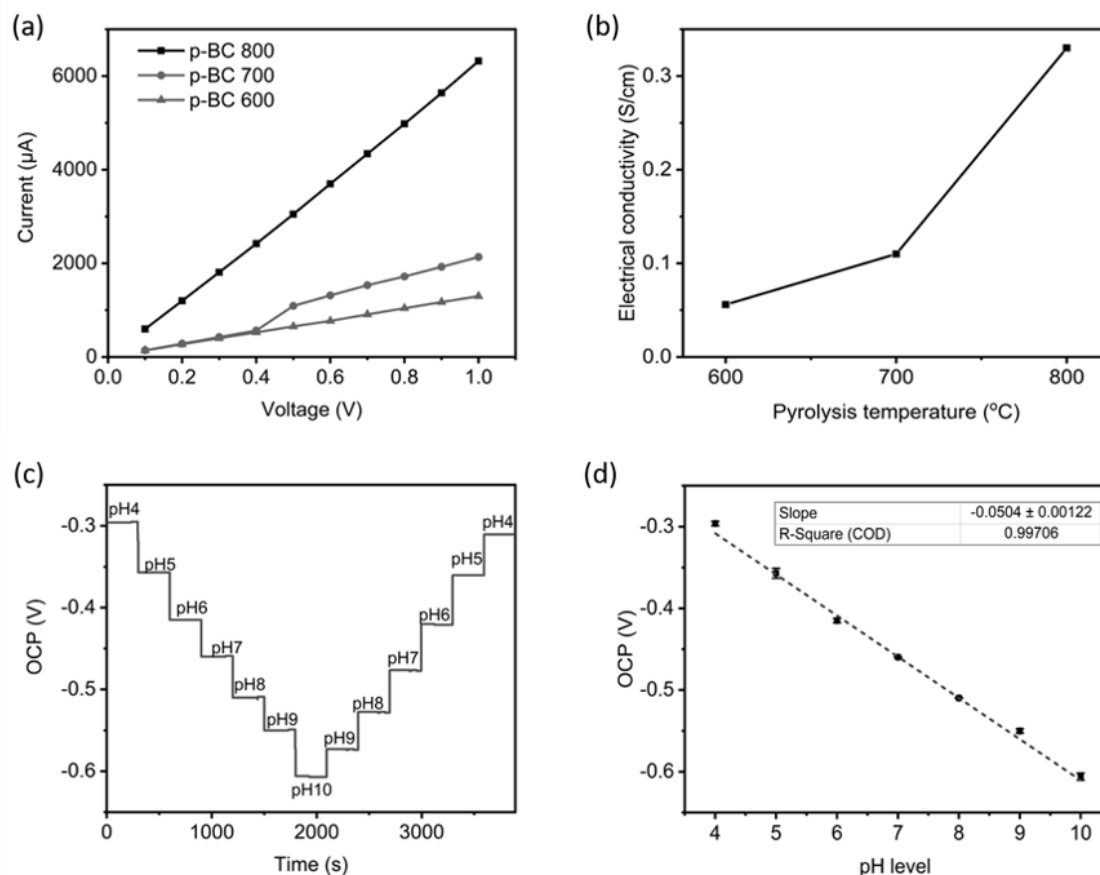 (a)
p-BC 800
p-BC 700
p-BC 600
6000
4000
2000
0
Current (µA)
0.0 0.2 0.4 0.6 0.8 1.0
Voltage (V)
(b)
0.3
0.2
0.1
0.0
Electrical conductivity (S/cm)
600 700 800
Pyrolysis temperature (°C)
(c)
-0.3
-0.4
-0.5
-0.6
OCP (V)
pH4
pH5
pH6
pH7
pH8
pH9
pH10
pH9
pH8
pH7
pH6
pH5
pH4
0 1000 2000 3000
Time (s)
(d)
Slope -0.0504 ± 0.00122
R-Square (COD) 0.99706
-0.3
-0.4
-0.5
-0.6
OCP (V)
4 5 6 7 8 9 10
pH level